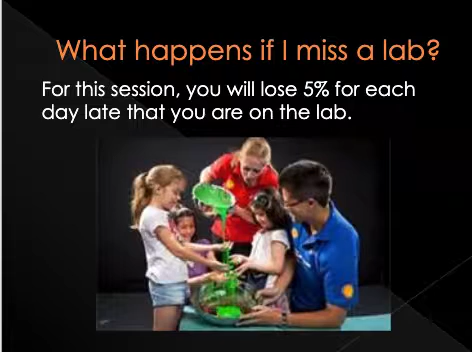 What happens if I miss a lab?
For this session, you will lose 5% for each
day late that you are on the lab.